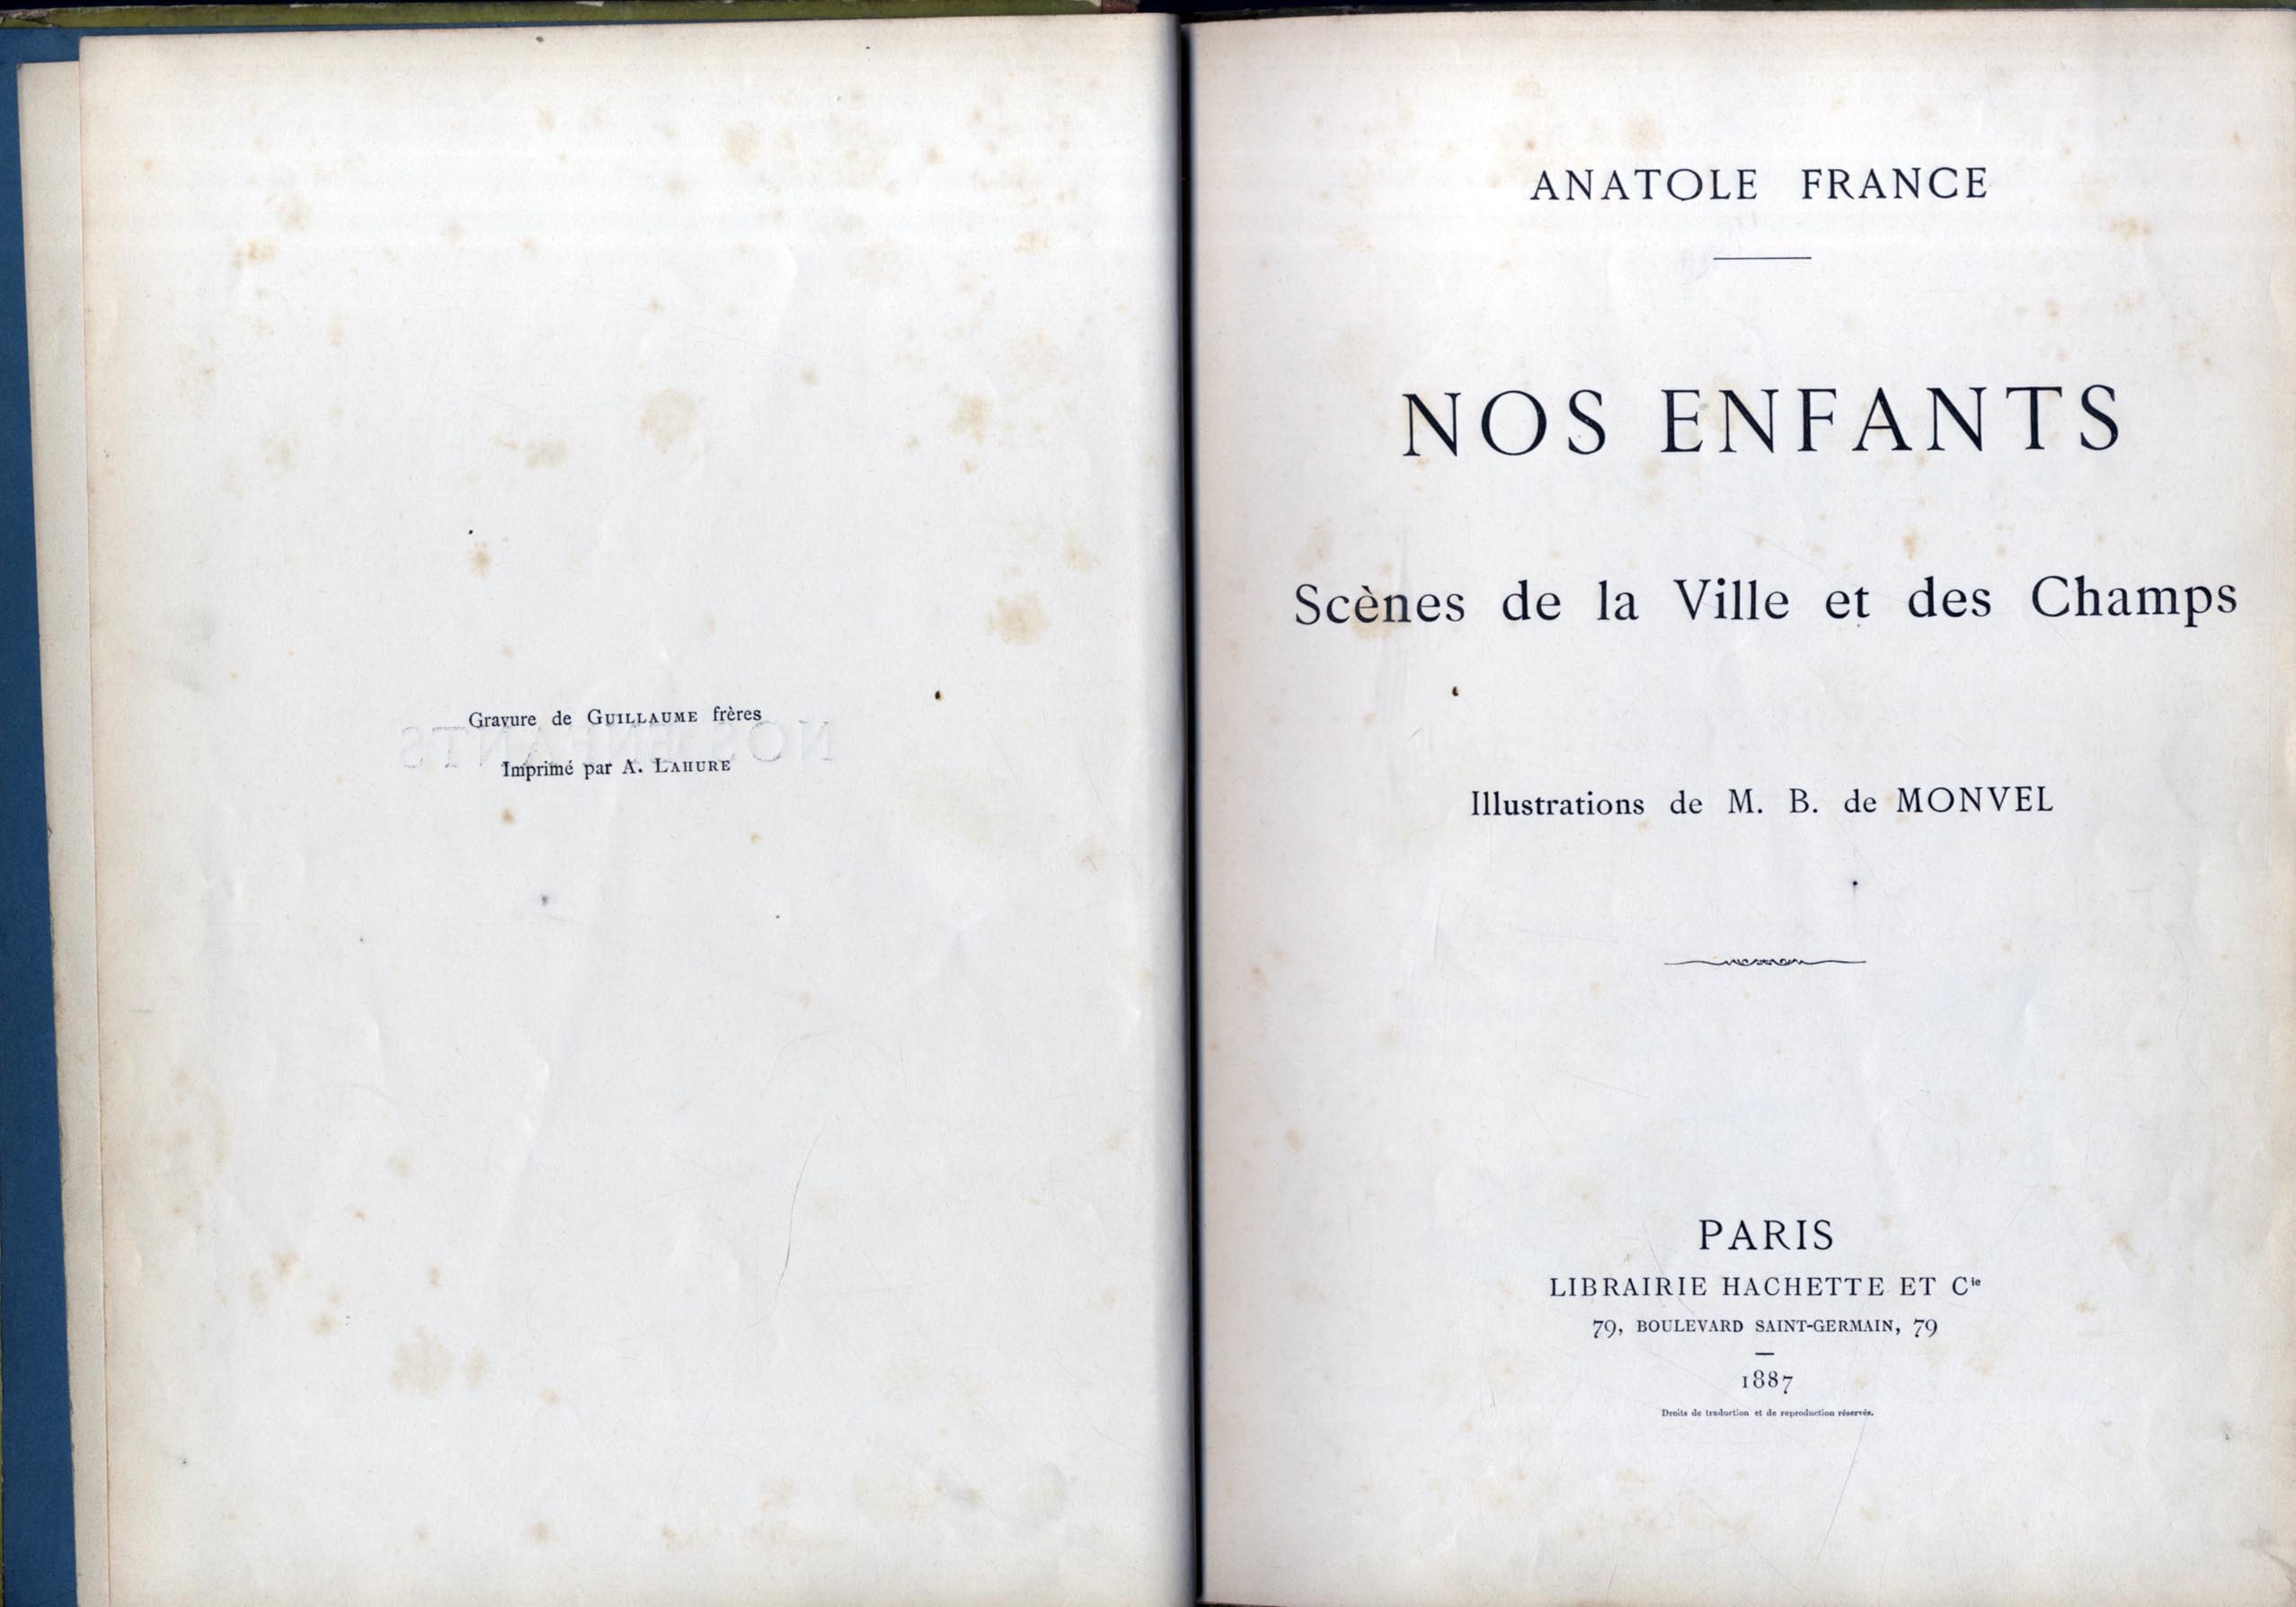 Gravure de GUILLAUME frères
Imprimé par A. LAHURE
ANATOLE FRANCE
NOS ENFANTS
Scènes de la Ville et des Champs
Illustrations de M. B. de MONVEL
PARIS
LIBRAIRIE HACHETTE ET Cie
79, BOULEVARD SAINT-GERMAIN, 79
1887
Droits de traduction et de reproduction réservés.